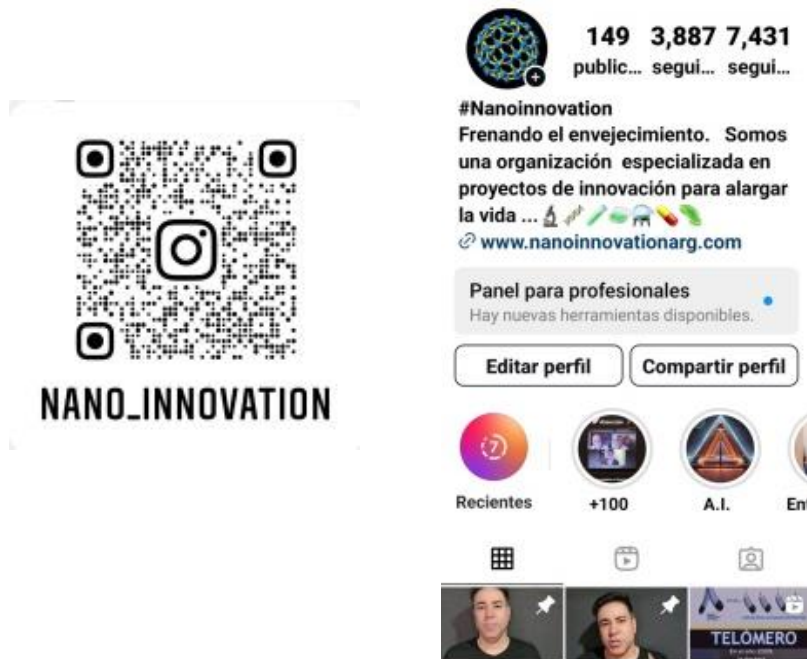 NANO_INNOVATION
149 3,887 7,431
public... segui... segui...
#Nanoinnovation
Frenando el envejecimiento. Somos
una organización especializada en
proyectos de innovación para alargar
la vida ...
www.nanoinnovationarg.com
Panel para profesionales
Hay nuevas herramientas disponibles.
Editar perfil Compartir perfil
7
Recientes +100 A.I. En
TELÓMERO